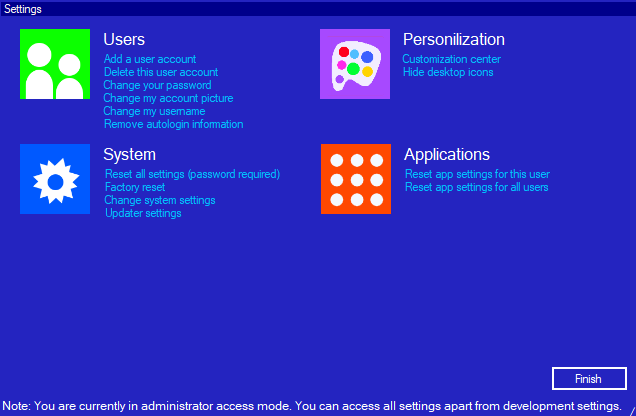 Settings
Users
Add a user account
Delete this user account
Change your password
Change my account picture
Change my username
Remove autologin information
Personilization
Customization center
Hide desktop icons
System
Reset all settings (password required)
Factory reset
Change system settings
Updater settings
Applications
Reset app settings for this user
Reset app settings for all users
Finish
Note: You are currently in administrator access mode. You can access all settings apart from development settings.